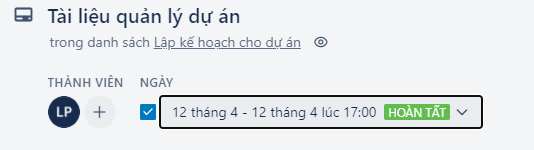 Tài liệu quản lý dự án
trong danh sách Lập kế hoạch cho dự án
THÀNH VIÊN NGÀY
LP + 12 tháng 4 - 12 tháng 4 lúc 17:00 HOÀN TẤT